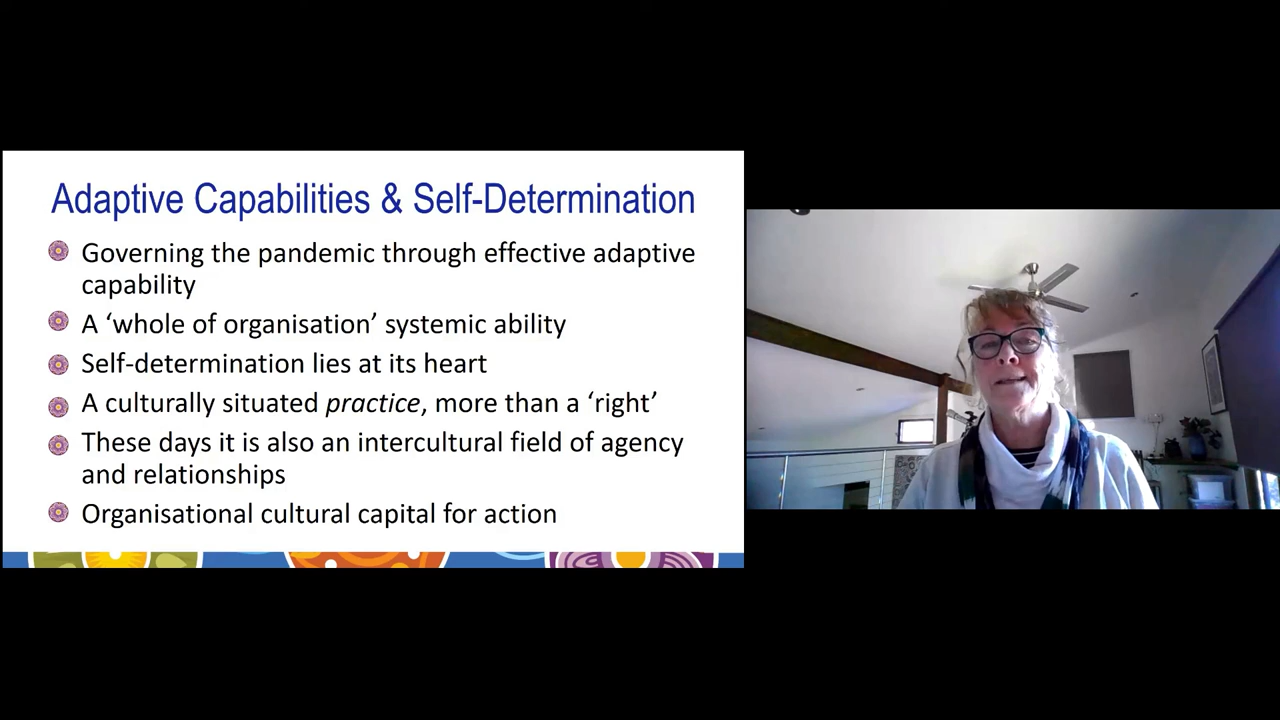 Adaptive Capabilities & Self-Determination
Governing the pandemic through effective adaptive
capability
A ‘whole of organisation’ systemic ability
Self-determination lies at its heart
A culturally situated practice, more than a ‘right’
These days it is also an intercultural field of agency
and relationships
Organisational cultural capital for action